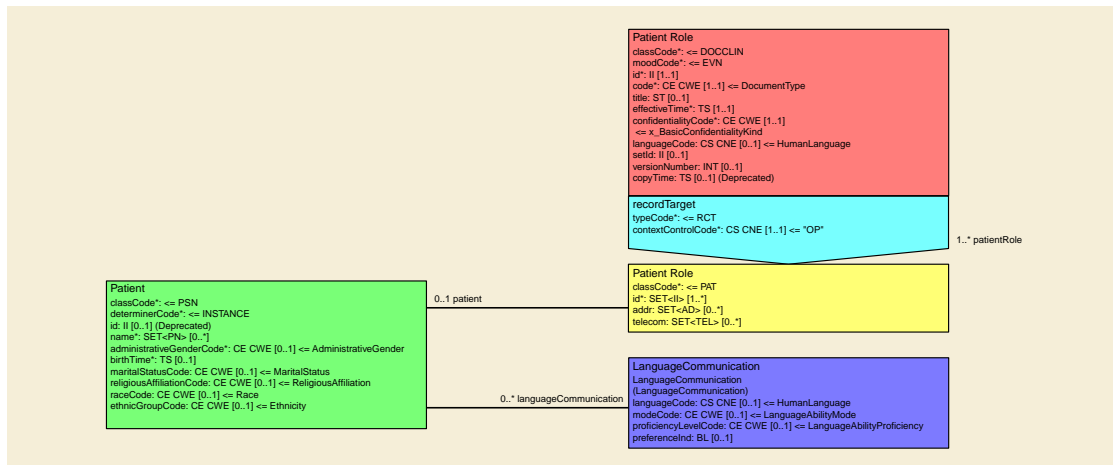 Patient Role
classCode*: <= DOCCLIN
moodCode*: <= EVN
id*: II [1..1]
code*: CE CWE [1..1] <= DocumentType
title: ST [0..1]
effectiveTime*: TS [1..1]
confidentialityCode*: CE CWE [1..1]
<= x_BasicConfidentialityKind
languageCode: CS CNE [0..1] <= HumanLanguage
setId: II [0..1]
versionNumber: INT [0..1]
copyTime: TS [0..1] (Deprecated)
recordTarget
typeCode*: <= RCT
contextControlCode*: CS CNE [1..1] <= "OP"
1..* patientRole
Patient Role
classCode*: <= PAT
id*: SET<II> [1..*]
addr: SET<AD> [0..*]
telecom: SET<TEL> [0..*]
0..1 patient
Patient
classCode*: <= PSN
determinerCode*: <= INSTANCE
id: II [0..1] (Deprecated)
name*: SET<PN> [0..*]
administrativeGenderCode*: CE CWE [0..1] <= AdministrativeGender
birthTime*: TS [0..1]
maritalStatusCode: CE CWE [0..1] <= MaritalStatus
religiousAffiliationCode: CE CWE [0..1] <= ReligiousAffiliation
raceCode: CE CWE [0..1] <= Race
ethnicGroupCode: CE CWE [0..1] <= Ethnicity
0..* languageCommunication
LanguageCommunication
LanguageCommunication
(LanguageCommunication)
languageCode: CS CNE [0..1] <= HumanLanguage
modeCode: CE CWE [0..1] <= LanguageAbilityMode
proficiencyLevelCode: CE CWE [0..1] <= LanguageAbilityProficiency
preferenceInd: BL [0..1]